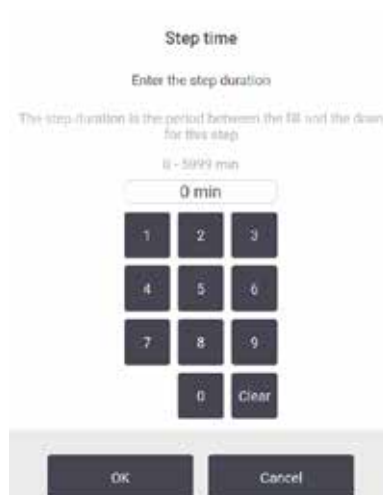 Step time
Enter the step duration
The step duration is the period between the fill and the down
for this step
0 - 5999 min
0 min
1 2 3
4 5 6
7 8 9
0 Clear
OK Cancel